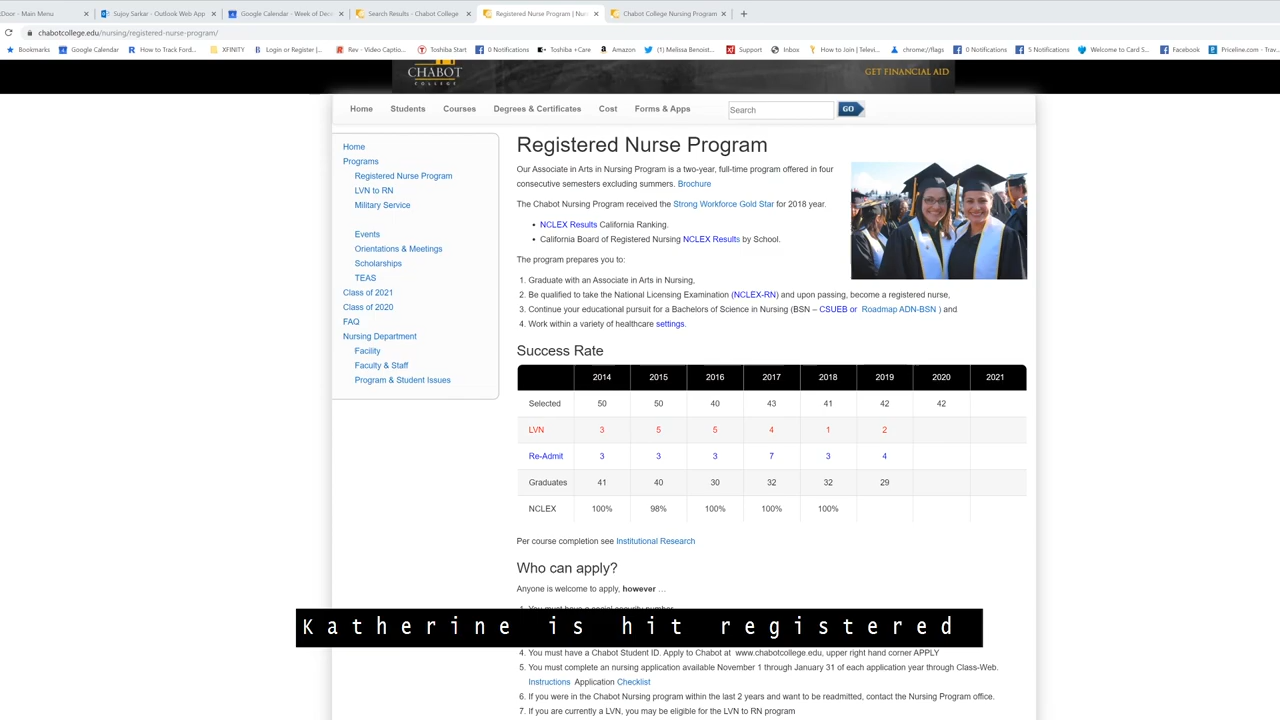 Door - Main Menu
Sujoy Sarkar - Outlook Web App
Google Calendar - Week of Dec
Search Results - Chabot College
Registered Nurse Program | Nur
Chabot College Nursing Program
chabotcollege.edu/nursing/registered-nurse-program/
Bookmarks
Google Calendar
How to Track Ford...
XFINITY
Login or Register |...
Rev - Video Captio...
Toshiba Start
0 Notifications
Toshiba +Care
Amazon
(1) Melissa Benoist...
Support
Inbox
How to Join | Televi...
chrome://flags
0 Notifications
5 Notifications
Welcome to Card S...
Facebook
Priceline.com - Trav...
CHABOT
COLLEGE
GET FINANCIAL AID
Home Students Courses Degrees & Certificates Cost Forms & Apps Search GO
Home
Programs
Registered Nurse Program
LVN to RN
Military Service
Events
Orientations & Meetings
Scholarships
TEAS
Class of 2021
Class of 2020
FAQ
Nursing Department
Facility
Faculty & Staff
Program & Student Issues
Registered Nurse Program
Our Associate in Arts in Nursing Program is a two-year, full-time program offered in four
consecutive semesters excluding summers. Brochure
The Chabot Nursing Program received the Strong Workforce Gold Star for 2018 year.
• NCLEX Results California Ranking.
• California Board of Registered Nursing NCLEX Results by School.
The program prepares you to:
1. Graduate with an Associate in Arts in Nursing,
2. Be qualified to take the National Licensing Examination (NCLEX-RN) and upon passing, become a registered nurse,
3. Continue your educational pursuit for a Bachelors of Science in Nursing (BSN – CSUEB or Roadmap ADN-BSN ) and
4. Work within a variety of healthcare settings.
Success Rate
2014 2015 2016 2017 2018 2019 2020 2021
Selected 50 50 40 43 41 42 42
LVN 3 5 5 4 1 2
Re-Admit 3 3 3 7 3 4
Graduates 41 40 30 32 32 29
NCLEX 100% 98% 100% 100% 100%
Per course completion see Institutional Research
Who can apply?
Anyone is welcome to apply, however …
1. You must have a social security number
Katherine is hit registered
4. You must have a Chabot Student ID. Apply to Chabot at www.chabotcollege.edu, upper right hand corner APPLY
5. You must complete an nursing application available November 1 through January 31 of each application year through Class-Web.
Instructions Application Checklist
6. If you were in the Chabot Nursing program within the last 2 years and want to be readmitted, contact the Nursing Program office.
7. If you are currently a LVN, you may be eligible for the LVN to RN program